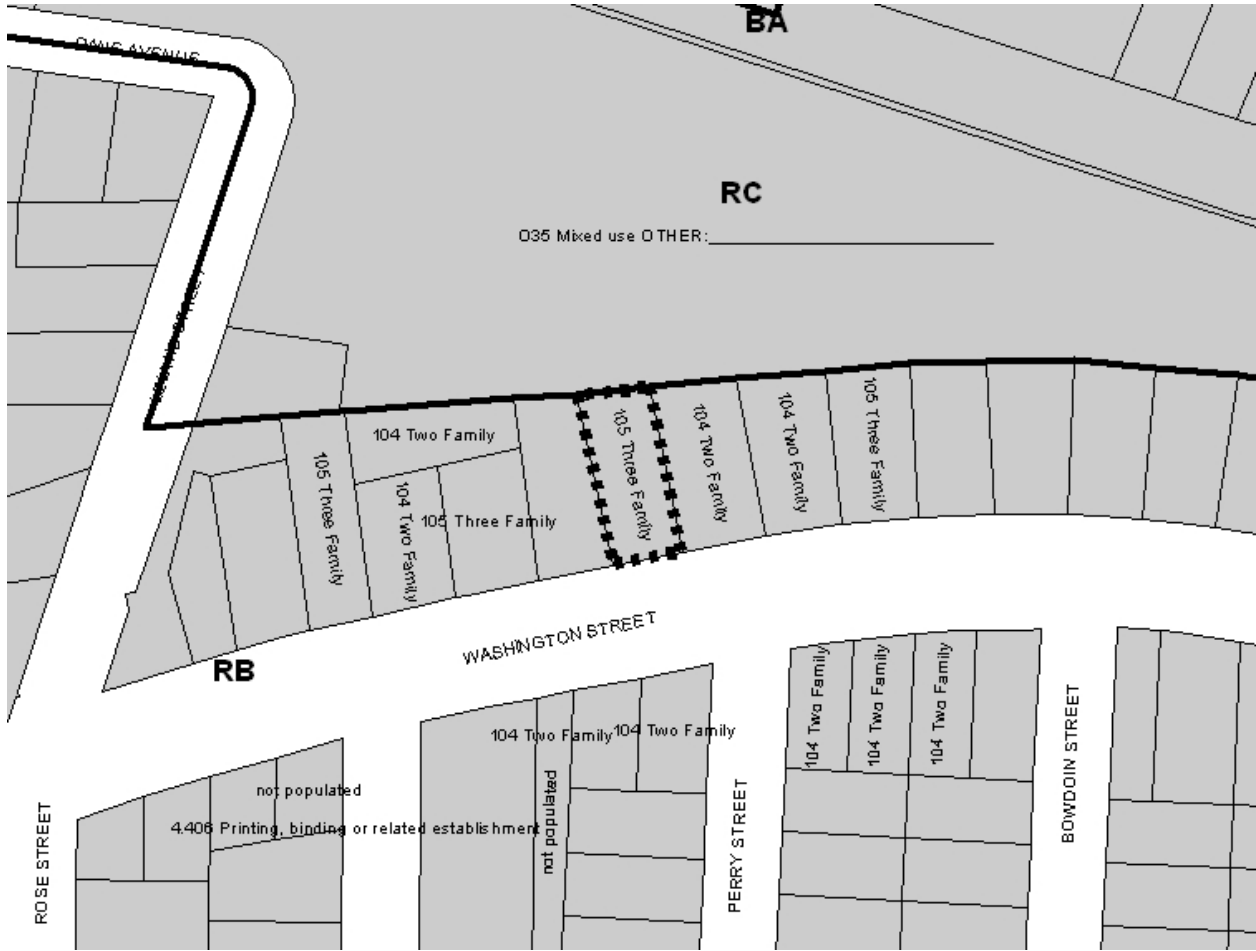 BA
DANE AVENUE
RC
035 Mixed use OTHER:
104 Two Family
105 Three Family
104 Two Family
105 Three Family
105 Three Family
104 Two Family
104 Two Family
105 Three Family
WASHINGTON STREET
RB
104 Two Family
104 Two Family
104 Two Family
104 Two Family
104 Two Family
not populated
4.406 Printing, binding or related establishment
not populated
ROSE STREET
PERRY STREET
BOWDOIN STREET